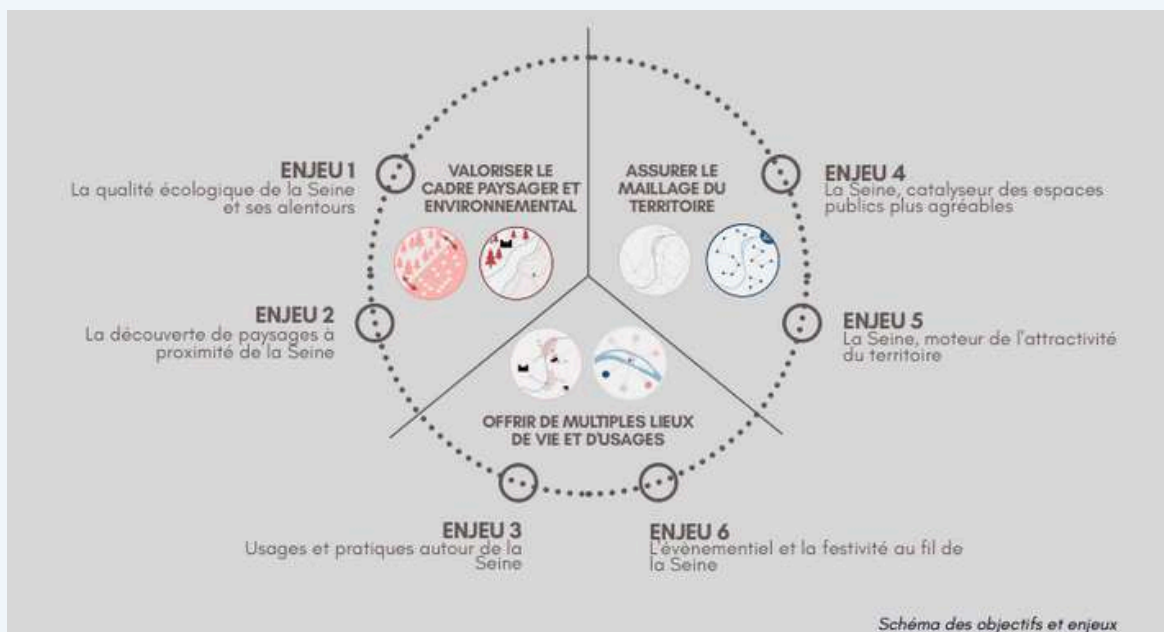 ENJEU 1
La qualité écologique de la Seine
et ses alentours
VALORISER LE
CADRE PAYSAGER ET
ENVIRONNEMENTAL
ASSURER LE
MAILLAGE DU
TERRITOIRE
ENJEU 4
La Seine, catalyseur des espaces
publics plus agréables
ENJEU 2
La découverte de paysages à
proximité de la Seine
ENJEU 5
La Seine, moteur de l'attractivité
du territoire
OFFRIR DE MULTIPLES LIEUX
DE VIE ET D'USAGES
ENJEU 3
Usages et pratiques autour de la
Seine
ENJEU 6
L'évènementiel et la festivité au fil de
la Seine
Schéma des objectifs et enjeux